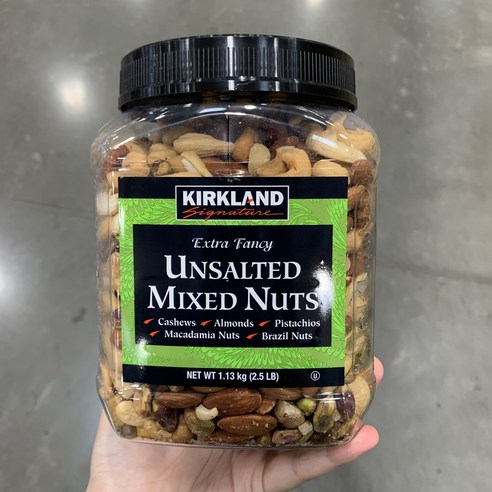 KIRKLAND
Signature
Extra Fancy
UNSALTED
MIXED NUTS
Cashews Almonds Pistachios
Macadamia Nuts Brazil Nuts
NET WT 1.13 kg (2.5 LB)
U